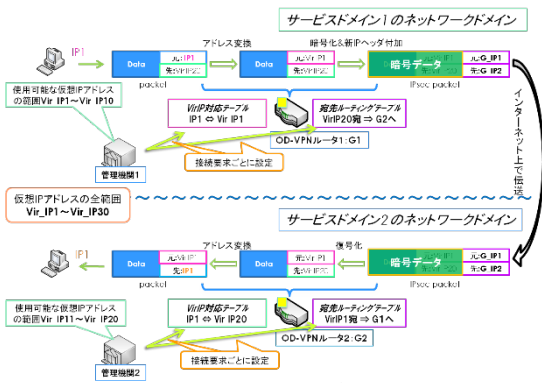 サービスドメイン1のネットワークドメイン
IP1
アドレス変換
暗号化&新IPヘッダ付加
Data
元:IP1
先:Vir IP20
Data
元:Vir IP1
先:Vir IP20
暗号データ
元:G_IP1
先:G_IP2
IPpacket
IPsec packet
使用可能な仮想IPアドレス
の範囲Vir_IP1～Vir_IP10
VirIP対応テーブル
IP1 ⇔ Vir IP1
宛先ルーティングテーブル
VirIP20宛 ⇒ G2へ
OD-VPNルータ1:G1
管理機関1
接続要求ごとに設定
インターネット上で伝送
仮想IPアドレスの全範囲
Vir_IP1～Vir_IP30
サービスドメイン2のネットワークドメイン
IP1
アドレス変換
復号化
Data
元:Vir IP1
先:IP1
Data
元:Vir IP1
先:Vir IP20
暗号データ
元:G_IP1
先:G_IP2
packet
IPsec packet
使用可能な仮想IPアドレス
の範囲Vir IP11～Vir IP20
VirIP対応テーブル
IP1 ⇔ Vir IP20
宛先ルーティングテーブル
VirIP1宛 ⇒ G1へ
OD-VPNルータ2:G2
接続要求ごとに設定
管理機関2